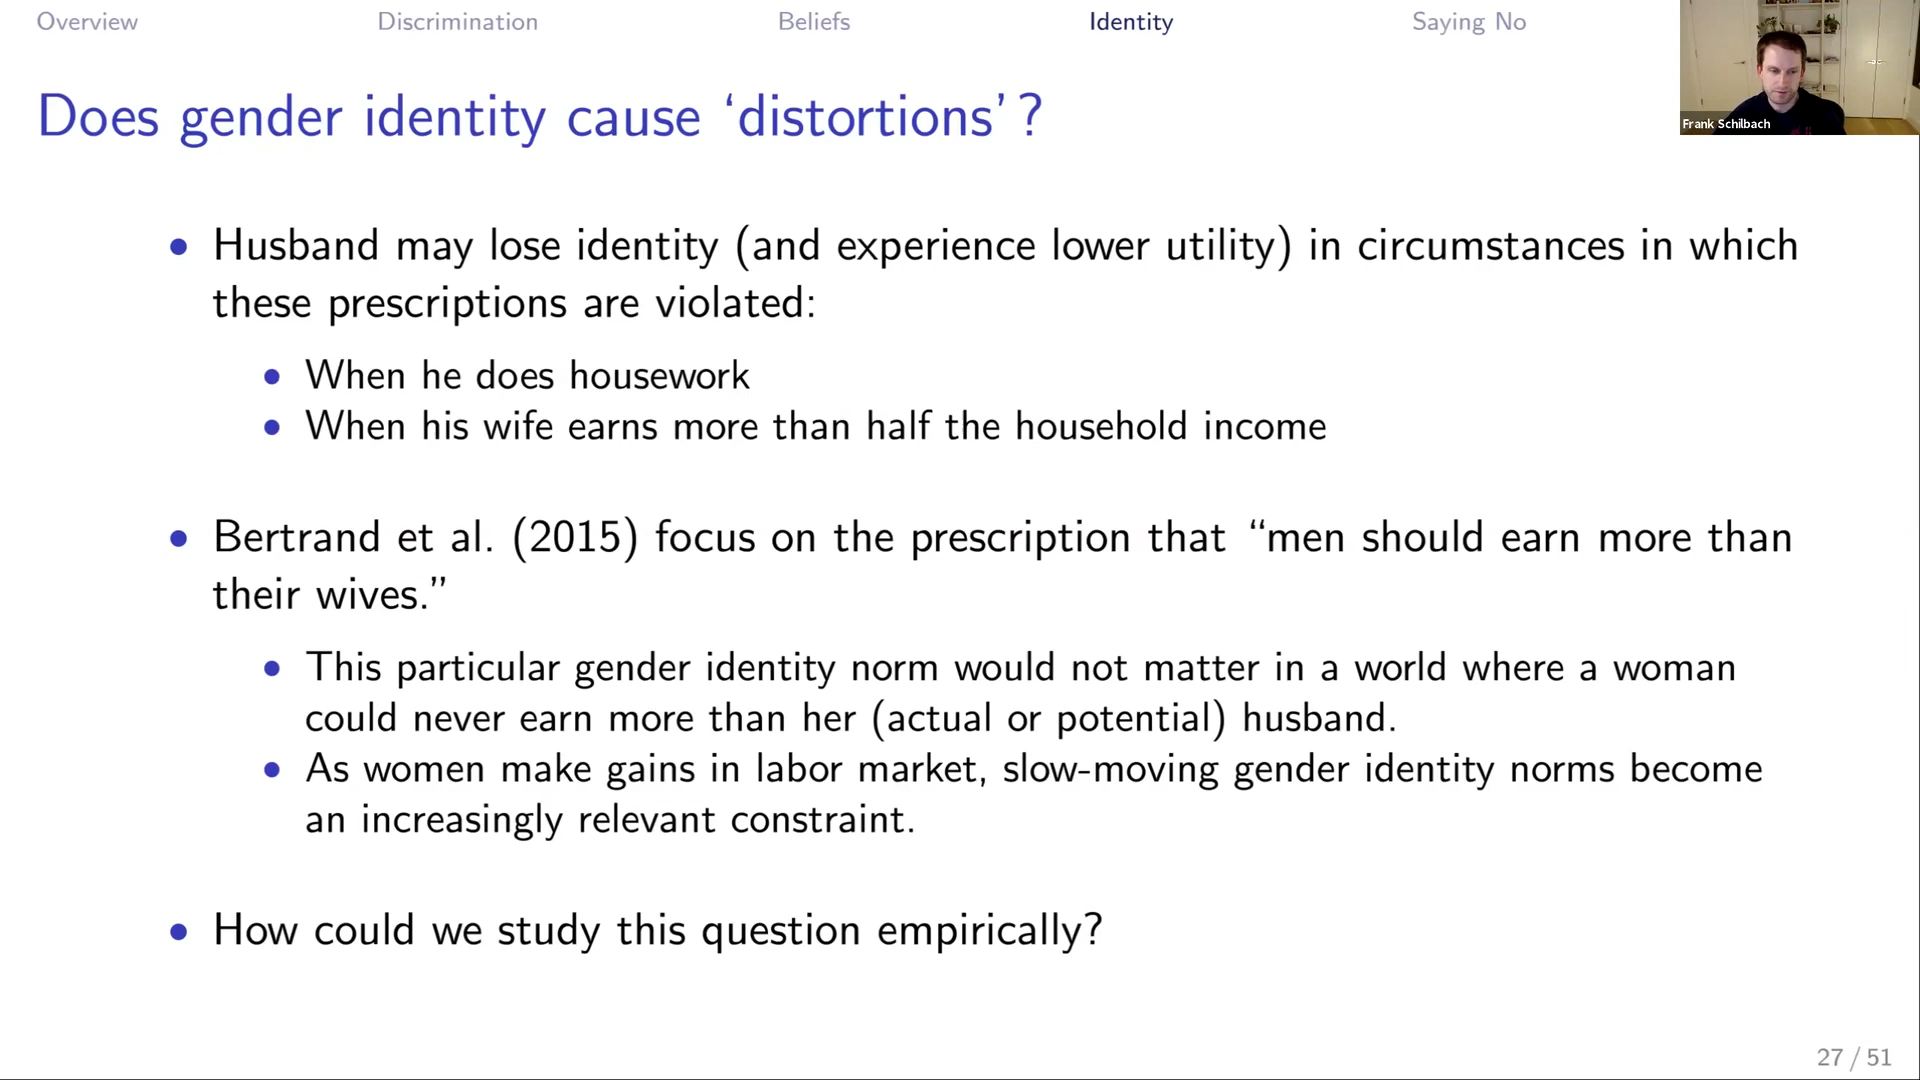 Overview Discrimination Beliefs Identity Saying No
Frank Schilbach
Does gender identity cause ‘distortions’?
• Husband may lose identity (and experience lower utility) in circumstances in which
these prescriptions are violated:
• When he does housework
• When his wife earns more than half the household income
• Bertrand et al. (2015) focus on the prescription that “men should earn more than
their wives.”
• This particular gender identity norm would not matter in a world where a woman
could never earn more than her (actual or potential) husband.
• As women make gains in labor market, slow-moving gender identity norms become
an increasingly relevant constraint.
• How could we study this question empirically?
27 / 51